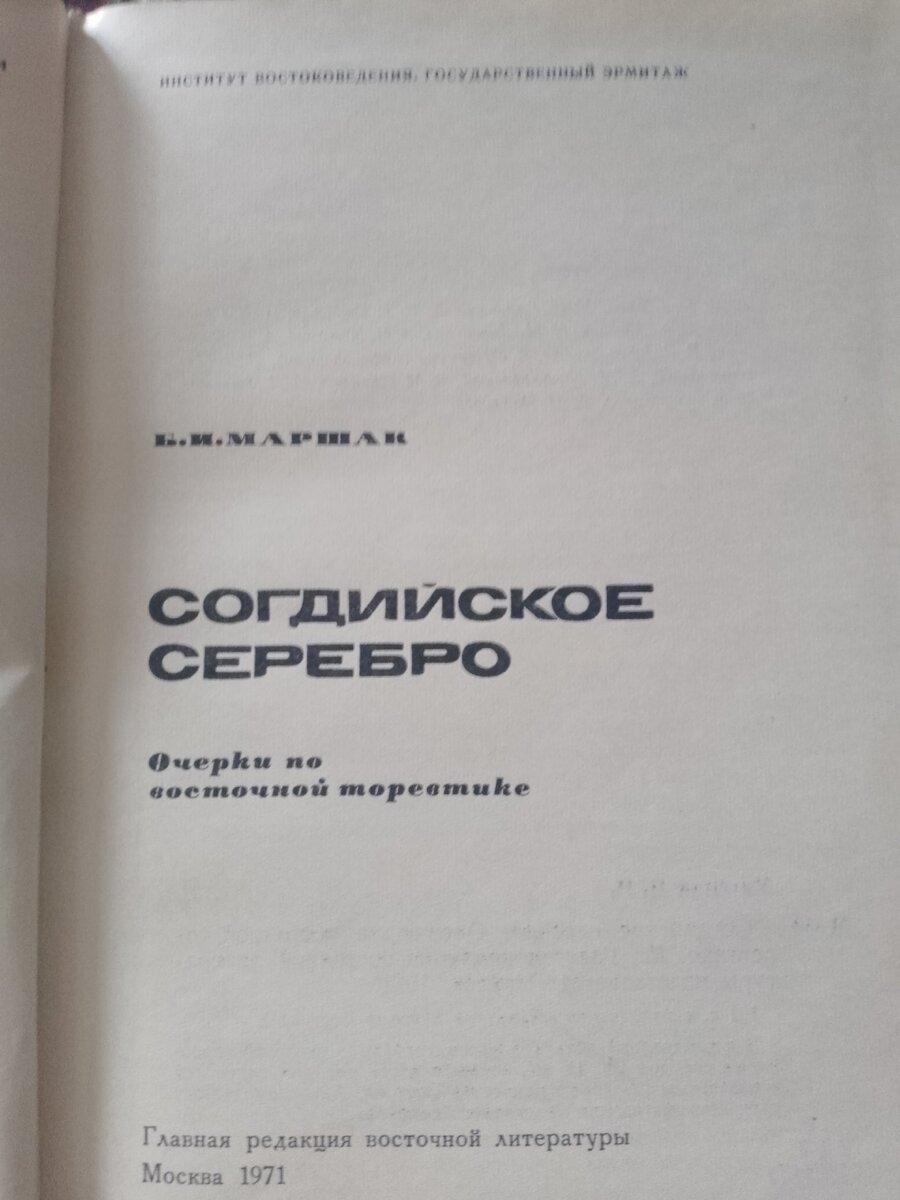 ИНСТИТУТ ВОСТОКОВЕДЕНИЯ, ГОСУДАРСТВЕННЫЙ ЭРМИТАЖ
Б.И.МАРШАК
СОГДИЙСКОЕ
СЕРЕБРО
Очерки по
восточной торевтике
Главная редакция восточной литературы
Москва 1971